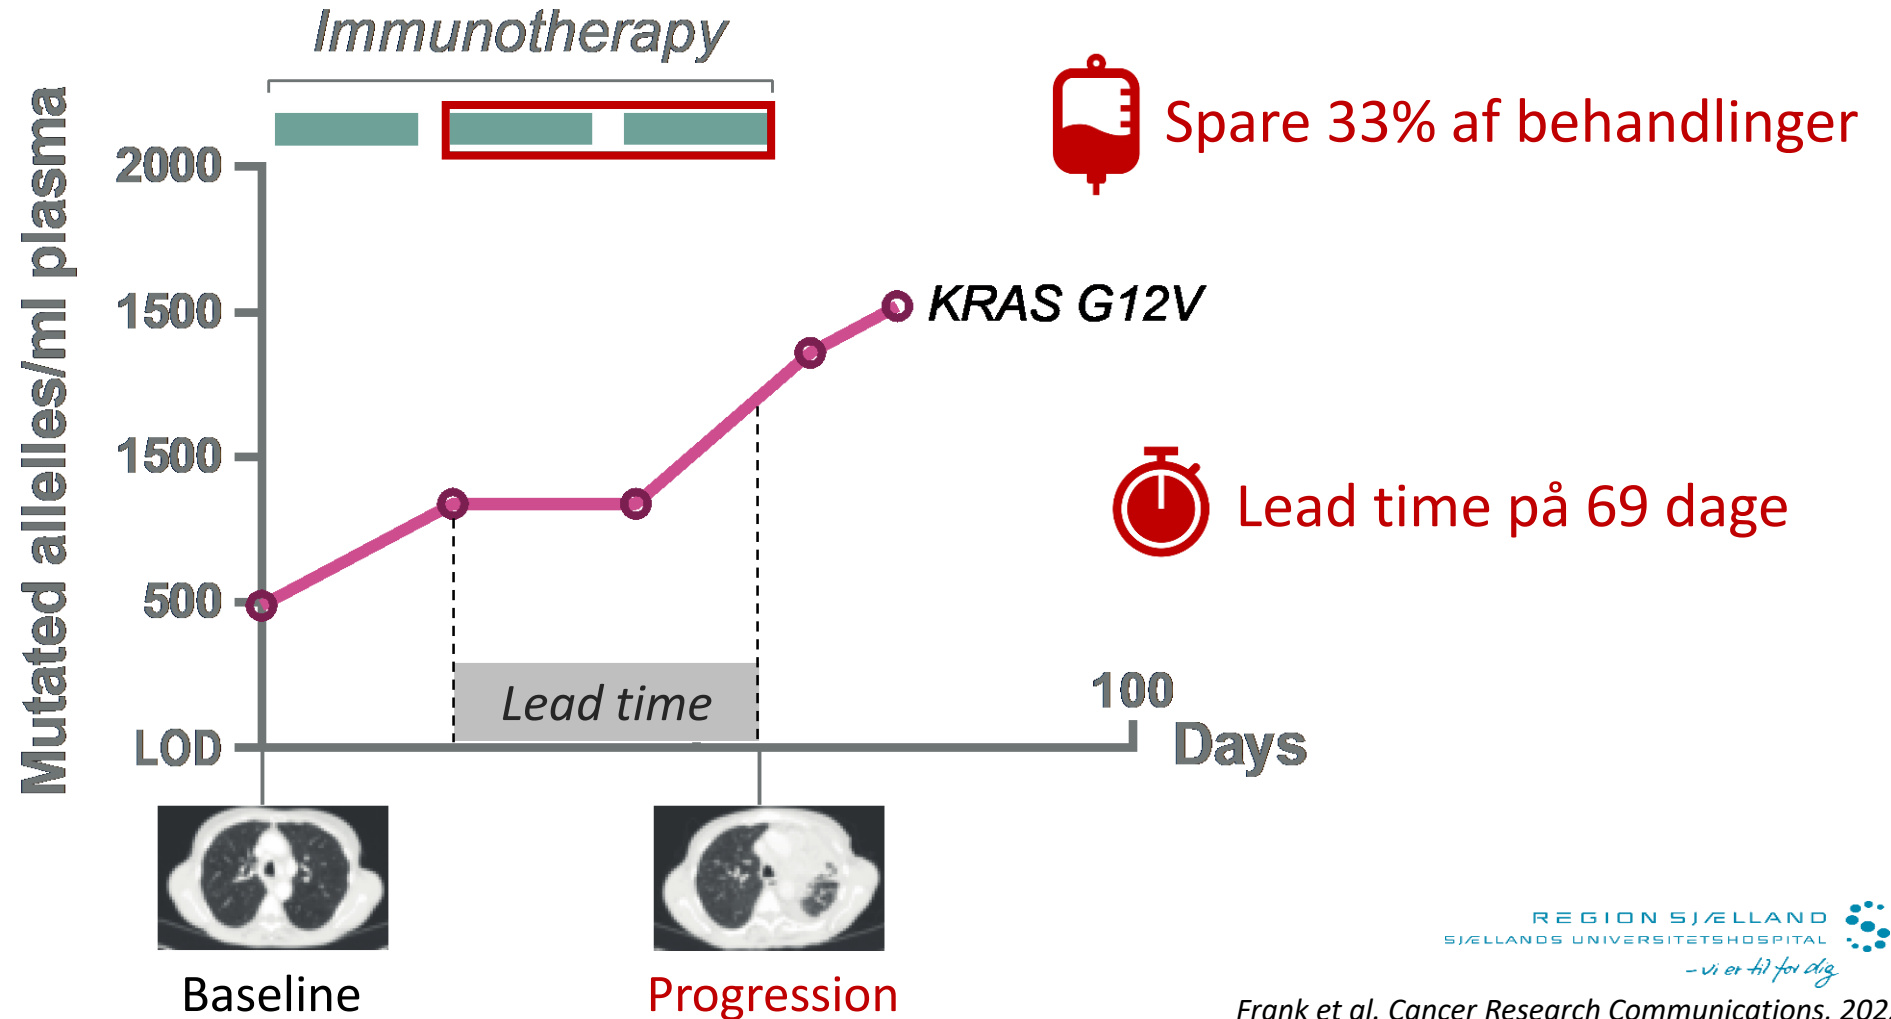 Immunotherapy
Spare 33% af behandlinger
Mutated alleles/ml plasma
2000
1500
1500
500
LOD
KRAS G12V
Lead time på 69 dage
Lead time
100
Days
Baseline
Progression
REGION SJÆLLAND
SJÆLLANDS UNIVERSITETSHOSPITAL
- vi er til for dig
Frank et al. Cancer Research Communications. 202